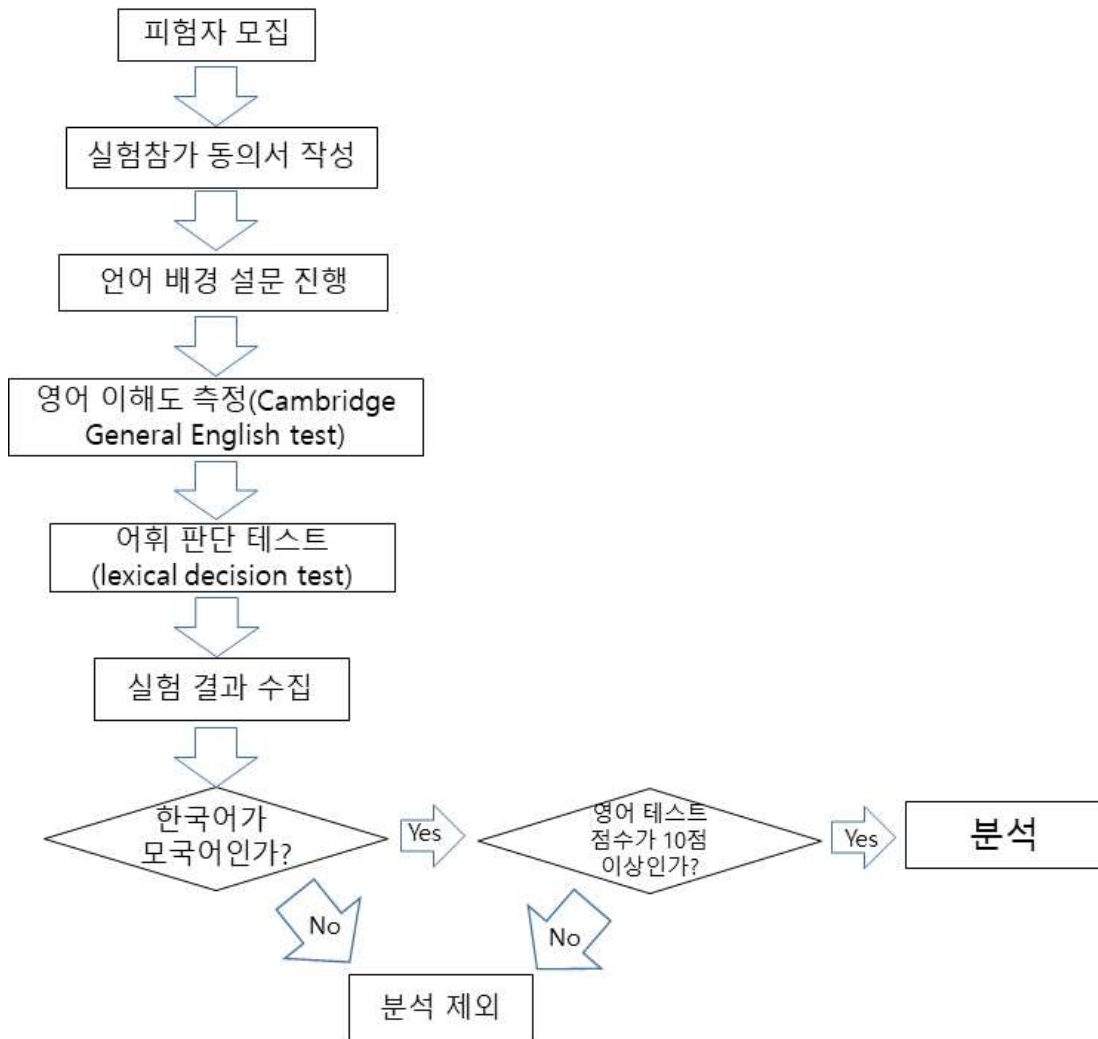 피험자 모집
실험참가 동의서 작성
언어 배경 설문 진행
영어 이해도 측정(Cambridge
General English test)
어휘 판단 테스트
(lexical decision test)
실험 결과 수집
한국어가
모국어인가?
Yes
영어 테스트
점수가 10점
이상인가?
Yes
분석
No
No
분석 제외